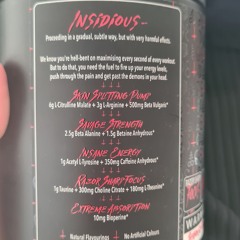 INSIDIOUS–
Proceeding in a gradual, subtle way, but with very harmful effects.
We know you're hell-bent on maximising every second of every workout.
But to do that, you need the fuel to fire up your energy levels,
push through the pain and get past the demons in your head.
SKIN SPLITTING PUMP
6g L-Citrulline Malate + 3g L-Arginine + 500mg Beta Vulgaris*
SAVAGE STRENGTH
2.5g Beta Alanine + 1.5g Betaine Anhydrous*
INSANE ENERGY
1g Acetyl L-Tyrosine + 350mg Caffeine Anhydrous*
RAZOR SHARP FOCUS
1g Taurine + 300mg Choline Citrate + 180mg L-Theanine*
EXTREME ABSORPTION
10mg Bioperine*
Natural Flavourings
No Artificial Colours